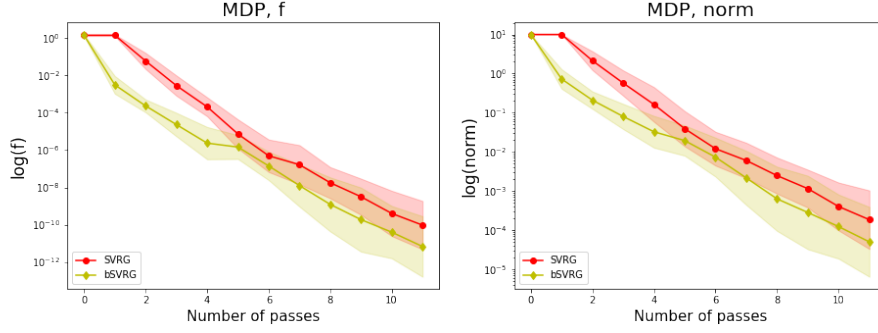 MDP, f
10^0
10^-2
10^-4
10^-6
10^-8
10^-10
10^-12
log(f)
SVRG
bSVRG
0 2 4 6 8 10
Number of passes
MDP, norm
10^1
10^0
10^-1
10^-2
10^-3
10^-4
10^-5
log(norm)
SVRG
bSVRG
0 2 4 6 8 10
Number of passes